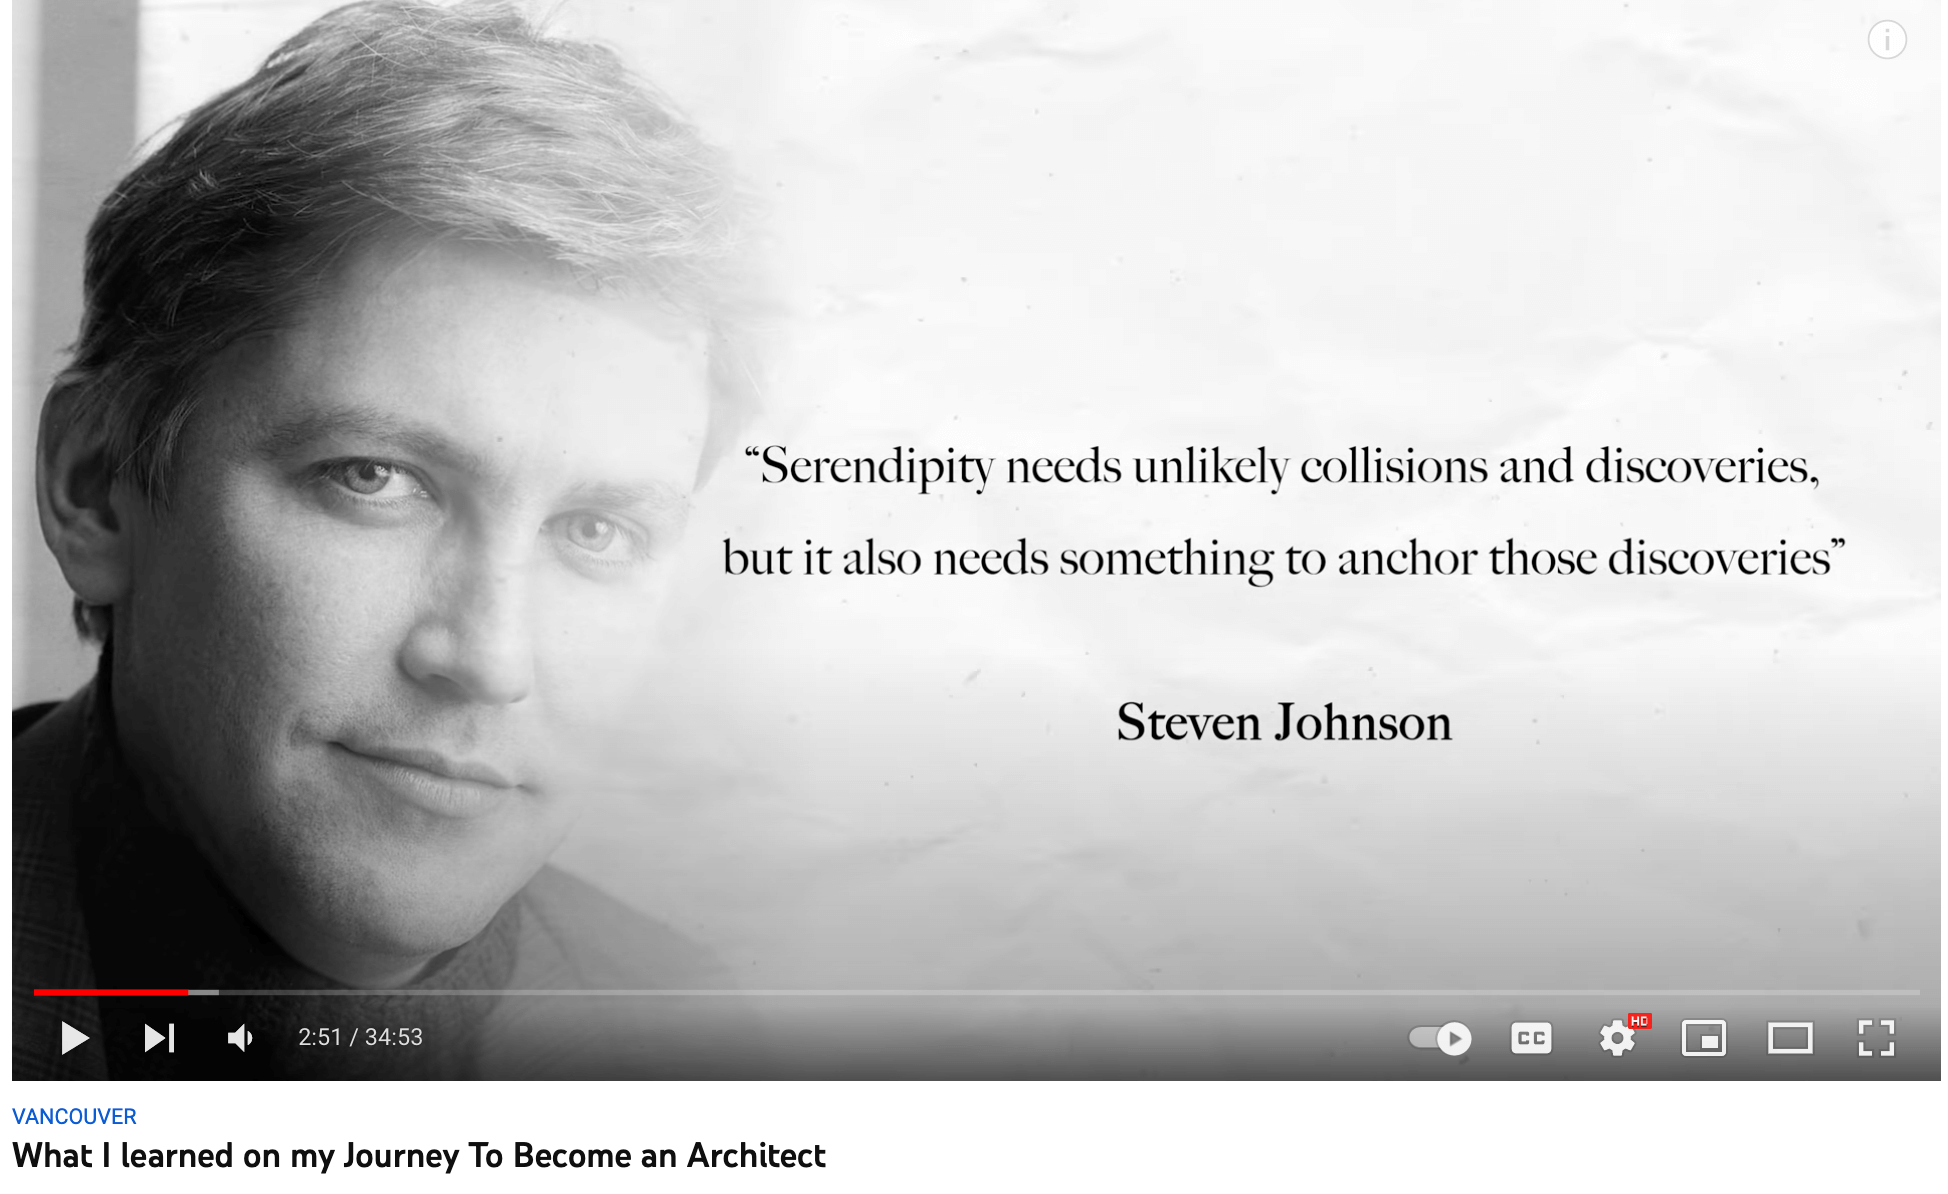 “Serendipity needs unlikely collisions and discoveries,
but it also needs something to anchor those discoveries”
Steven Johnson
2:51 / 34:53
CC
HD
VANCOUVER
What I learned on my Journey To Become an Architect